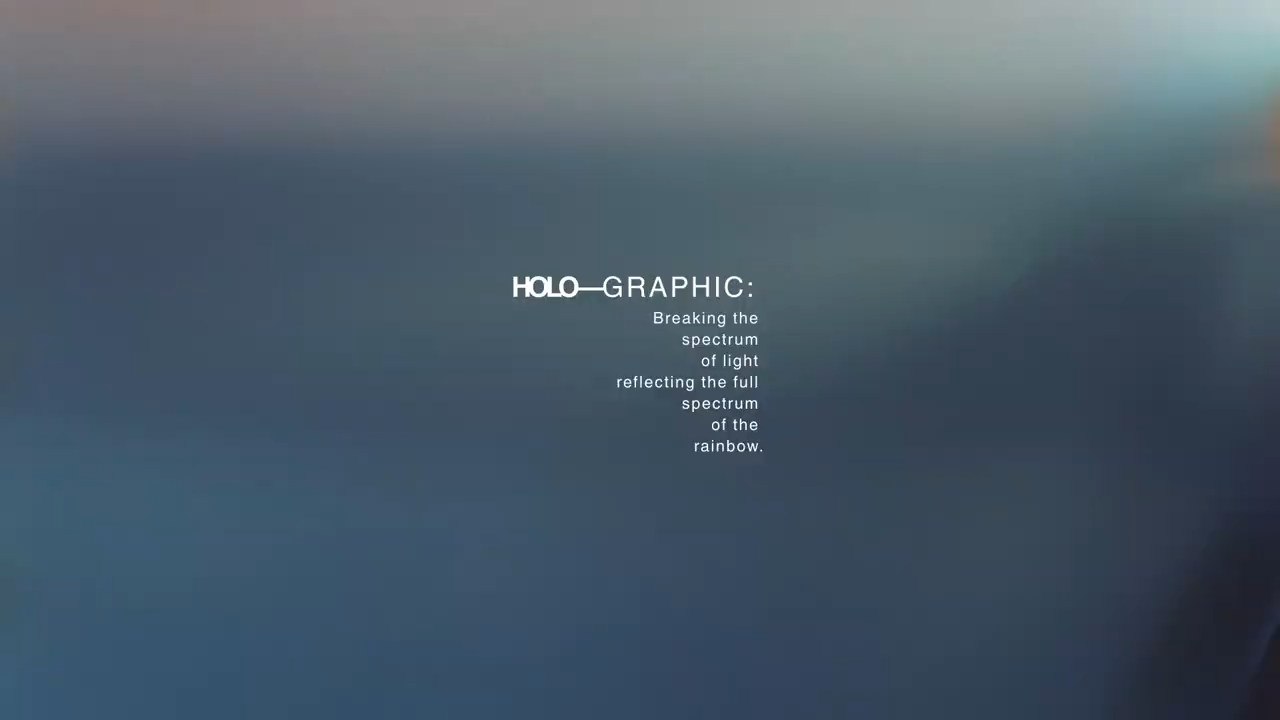 HOLO—GRAPHIC:
Breaking the
spectrum
of light
reflecting the full
spectrum
of the
rainbow.